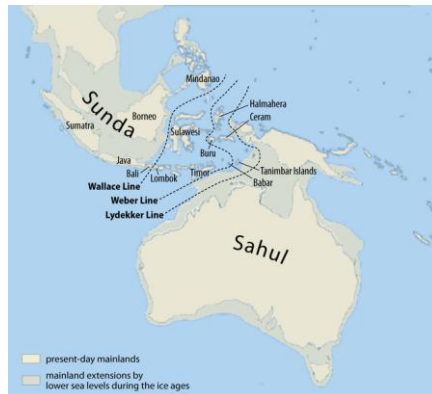 Mindanao
Sunda
Halmahera
Ceram
Borneo
Sumatra
Sulawesi
Buru
Java
Bali
Lombok
Timor
Tanimbar Islands
Babar
Wallace Line
Weber Line
Lydekker Line
Sahul
present-day mainlands
mainland extensions by
lower sea levels during the ice ages